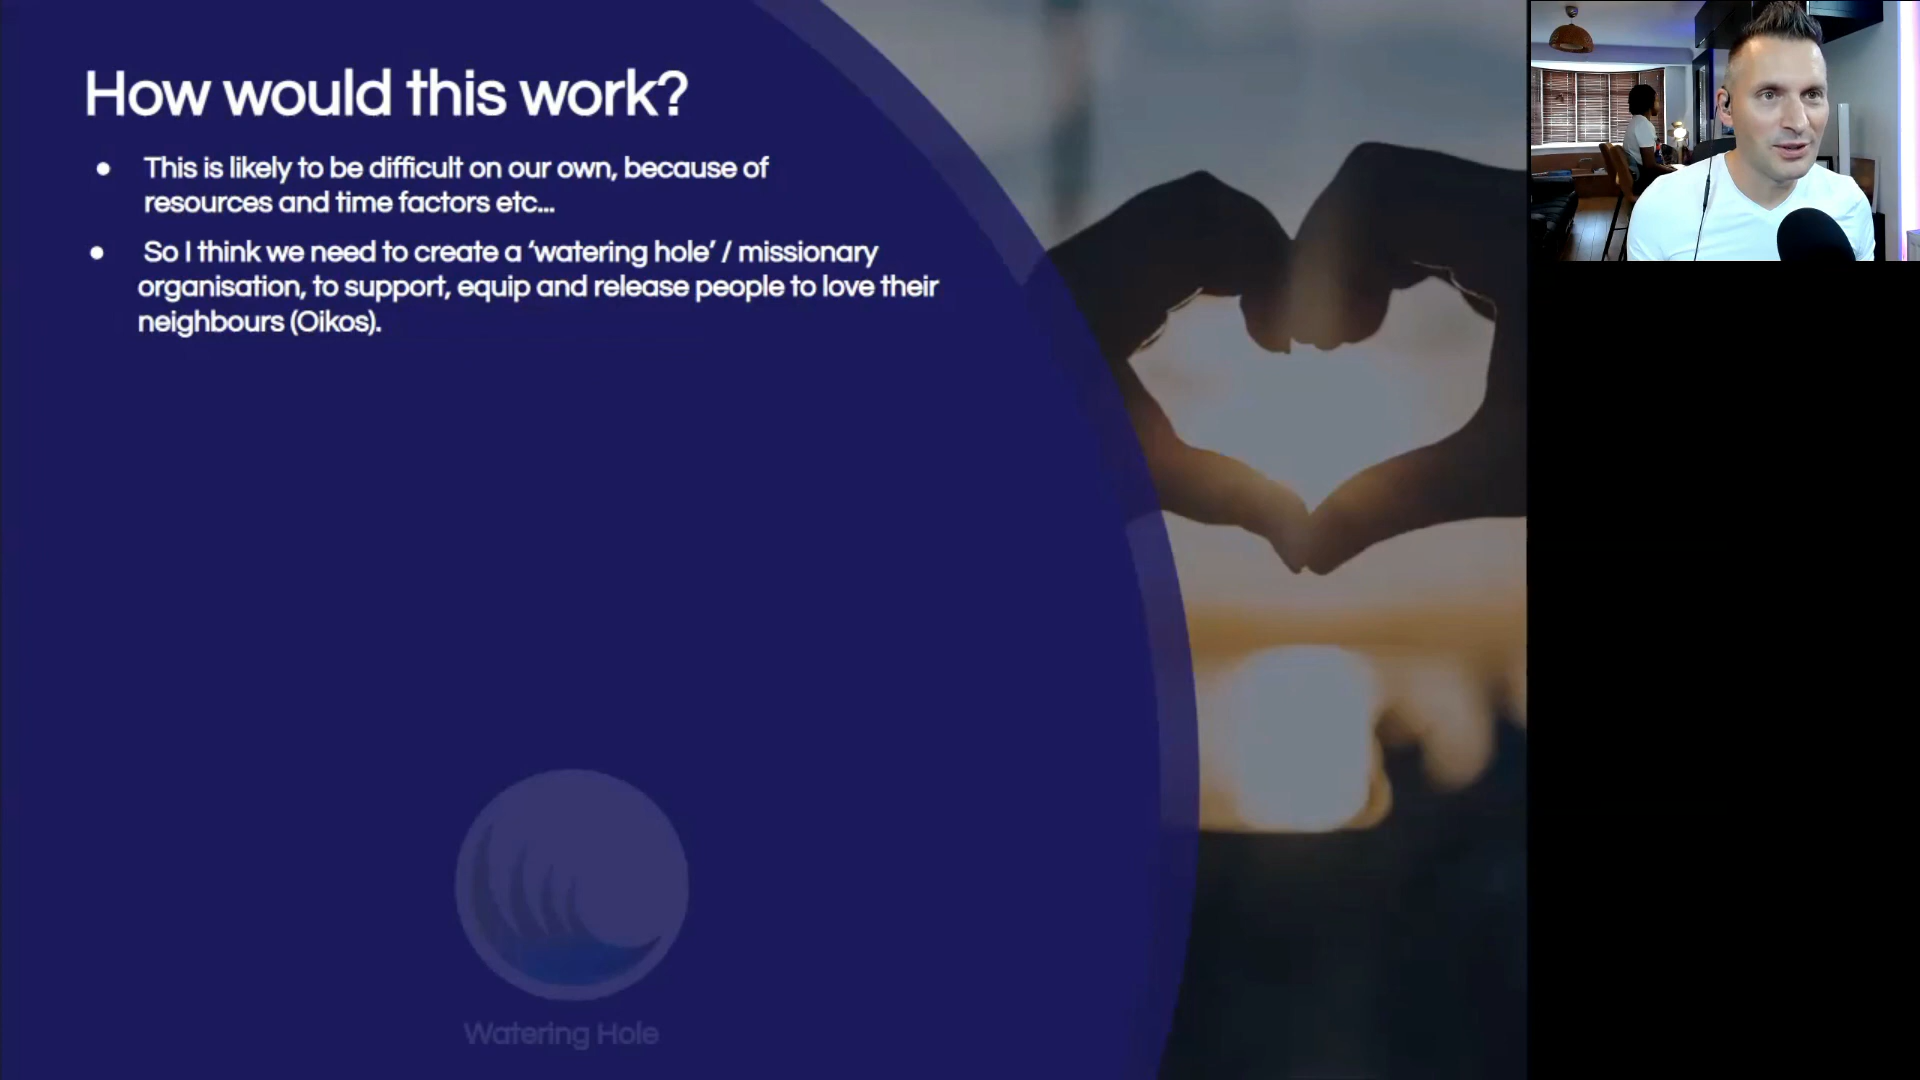 How would this work?
● This is likely to be difficult on our own, because of
resources and time factors etc...
● So I think we need to create a ‘watering hole’ / missionary
organisation, to support, equip and release people to love their
neighbours (Oikos).
Watering Hole